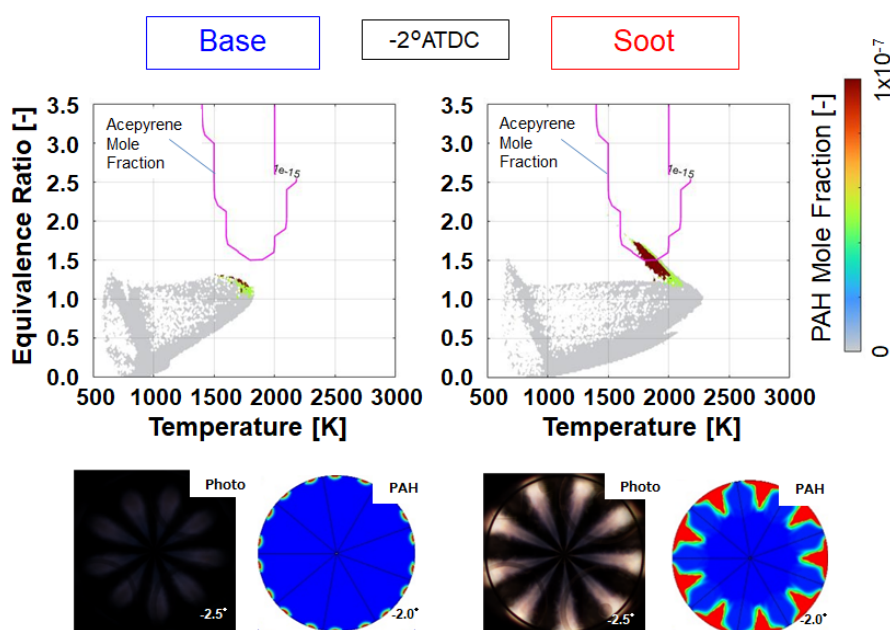 Base
-2°ATDC
Soot
Equivalence Ratio [-]
3.5
3.0
2.5
2.0
1.5
1.0
0.5
0.0
Acepyrene
Mole
Fraction
1e-15
500 1000 1500 2000 2500 3000
Temperature [K]
3.5
3.0
2.5
2.0
1.5
1.0
0.5
0.0
Acepyrene
Mole
Fraction
1e-15
500 1000 1500 2000 2500 3000
Temperature [K]
PAH Mole Fraction [-]
1x10-7
0
Photo
-2.5°
PAH
-2.0°
Photo
-2.5°
PAH
-2.0°